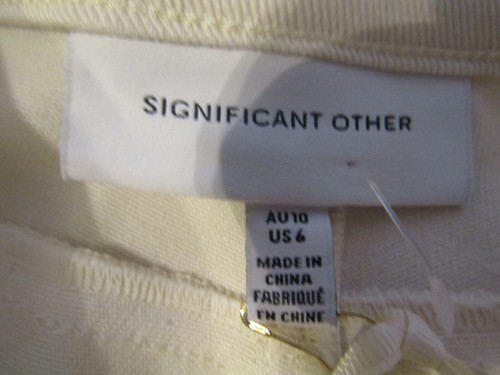 SIGNIFICANT OTHER
AU 10
US 6
MADE IN
CHINA
FABRIQUÉ
EN CHINE